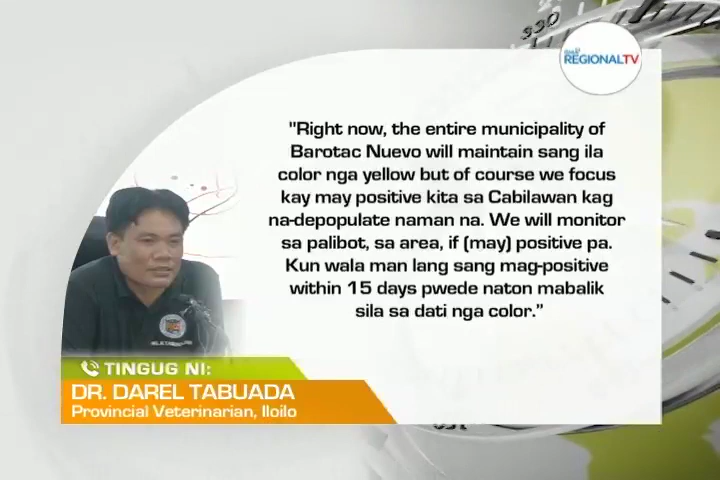 330
REGIONALTV
"Right now, the entire municipality of
Barotac Nuevo will maintain sang ila
color nga yellow but of course we focus
kay may positive kita sa Cabilawan kag
na-depopulate naman na. We will monitor
sa palibot, sa area, if (may) positive pa.
Kun wala man lang sang mag-positive
within 15 days pwede naton mabalik
sila sa dati nga color."
TINGUG NI:
DR. DAREL TABUADA
Provincial Veterinarian, Iloilo